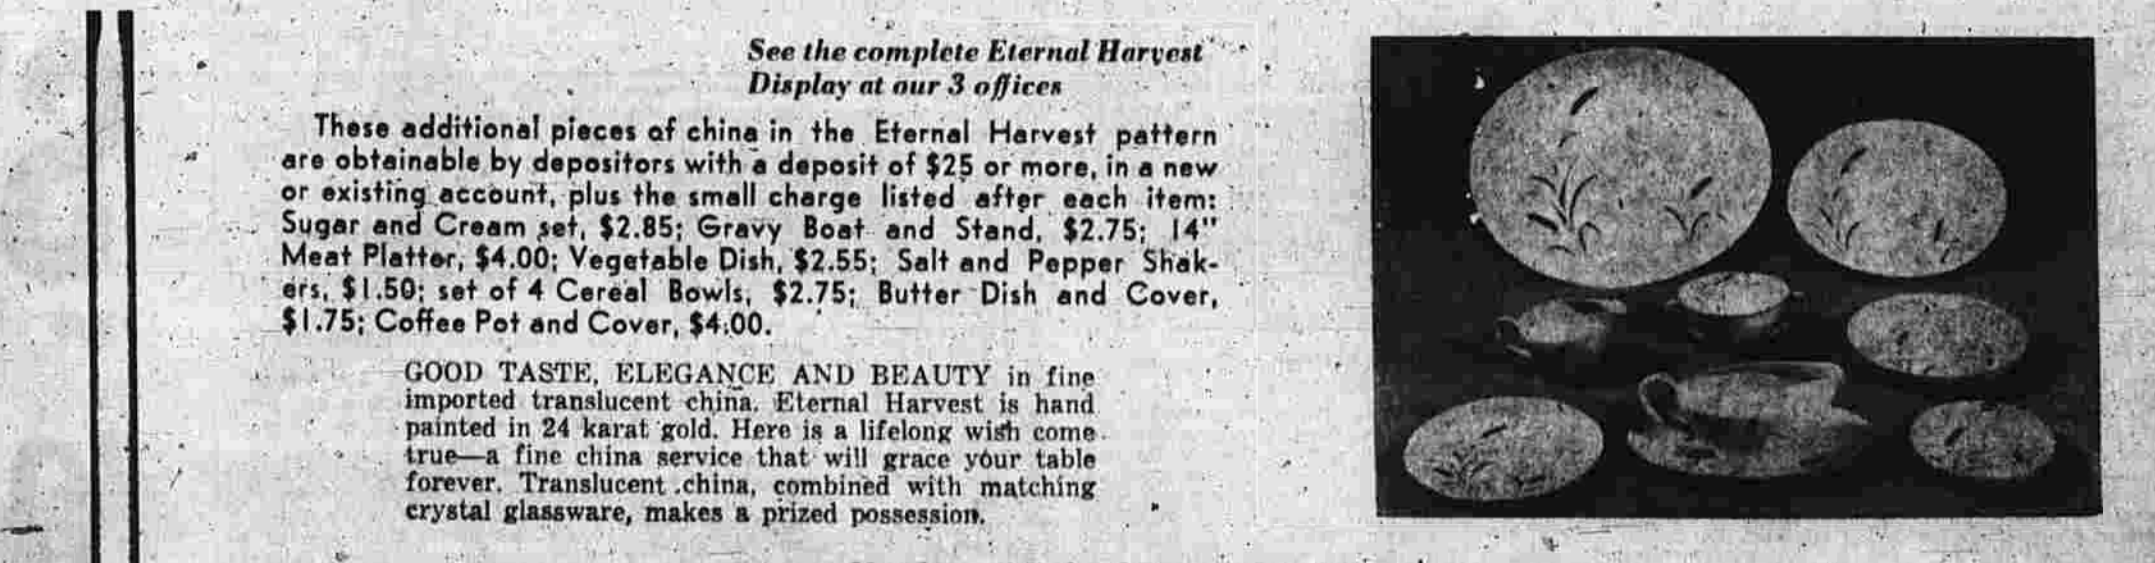 See the complete Eternal Harvest
Display at our 3 offices
These additional pieces of china in the Eternal Harvest pattern
are obtainable by depositors with a deposit of $25 or more, in a new
or existing account, plus the small charge listed after each item:
Sugar and Cream set, $2.85; Gravy Boat and Stand, $2.75; 14"
Meat Platter, $4.00; Vegetable Dish, $2.55; Salt and Pepper Shak-
ers, $1.50; set of 4 Cereal Bowls, $2.75; Butter Dish and Cover,
$1.75; Coffee Pot and Cover, $4.00.
GOOD TASTE, ELEGANCE AND BEAUTY in fine
imported translucent china. Eternal Harvest is hand
painted in 24 karat gold. Here is a lifelong wish come
true—a fine china service that will grace your table
forever. Translucent china, combined with matching
crystal glassware, makes a prized possession.